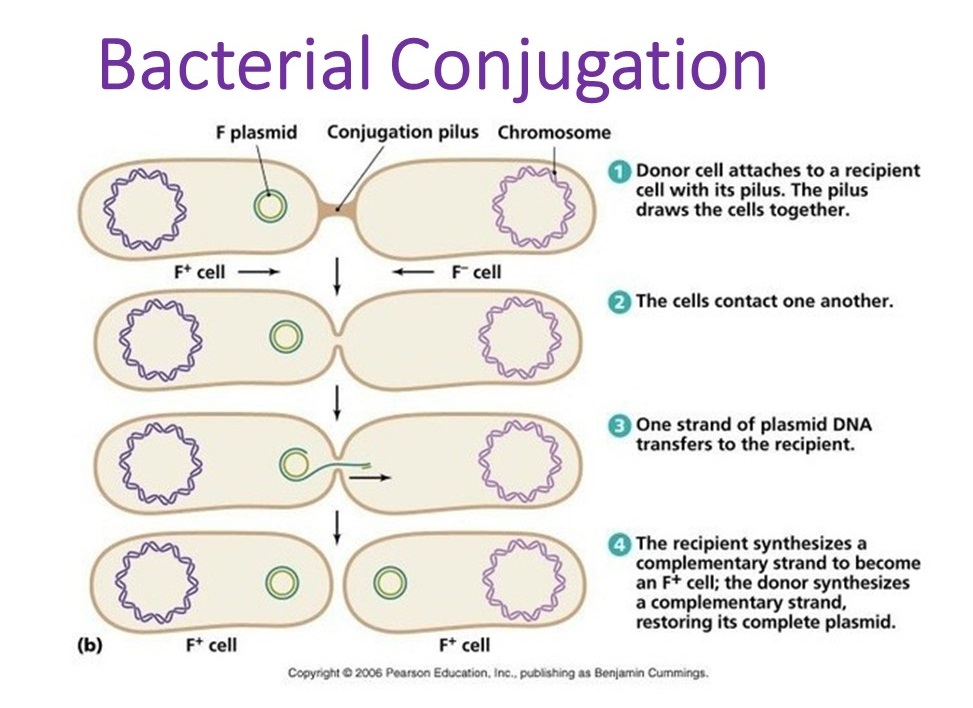 Bacterial Conjugation
F plasmid
Conjugation pilus
Chromosome
1 Donor cell attaches to a recipient
cell with its pilus. The pilus
draws the cells together.
F⁺ cell
F⁻ cell
2 The cells contact one another.
3 One strand of plasmid DNA
transfers to the recipient.
4 The recipient synthesizes a
complementary strand to become
an F⁺ cell; the donor synthesizes
a complementary strand,
restoring its complete plasmid.
(b)
F⁺ cell
F⁺ cell
Copyright © 2006 Pearson Education, Inc., publishing as Benjamin Cummings.